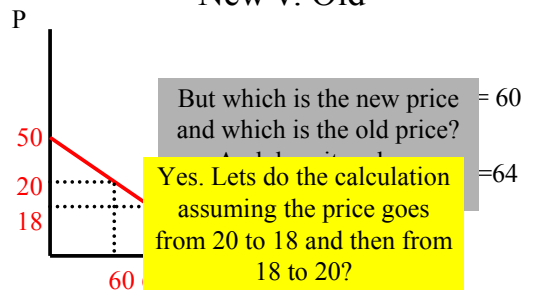 New v. Old
P
But which is the new price
= 60
and which is the old price?
50
Yes. Lets do the calculation
=64
20
assuming the price goes
18
from 20 to 18 and then from
18 to 20?
60